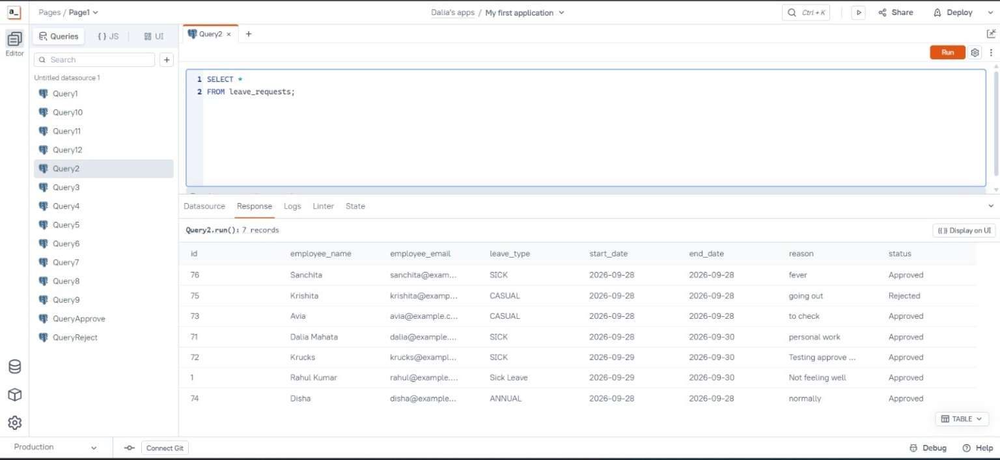 a_ Pages / Page1 Dalia's apps / My first application Ctrl + K Share Deploy
Editor
Queries { } JS UI
Search
Untitled datasource 1
Query1
Query10
Query11
Query12
Query2
Query3
Query4
Query5
Query6
Query7
Query8
Query9
QueryApprove
QueryReject
Query2 × +
Run
1 SELECT *
2 FROM leave_requests;
Datasource Response Logs Linter State
Query2.run(): 7 records {{ }} Display on UI
id employee_name employee_email leave_type start_date end_date reason status
76 Sanchita sanchita@exam... SICK 2026-09-28 2026-09-28 fever Approved
75 Krishita krishita@examp... CASUAL 2026-09-28 2026-09-28 going out Rejected
73 Avia avia@example.c... CASUAL 2026-09-28 2026-09-28 to check Approved
71 Dalia Mahata dalia@example.... SICK 2026-09-28 2026-09-30 personal work Approved
72 Krucks krucks@exampl... SICK 2026-09-29 2026-09-30 Testing approve ... Approved
1 Rahul Kumar rahul@example.... Sick Leave 2026-09-29 2026-09-30 Not feeling well Approved
74 Disha disha@example... ANNUAL 2026-09-28 2026-09-28 normally Approved
TABLE
Production Connect Git Debug Help